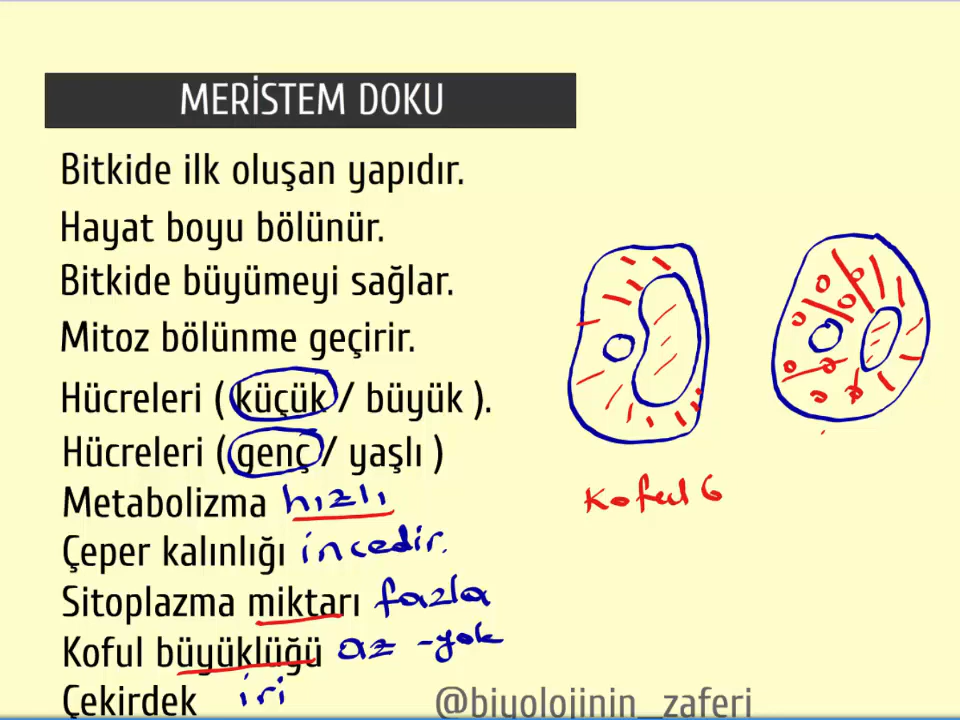 MERİSTEM DOKU
Bitkide ilk oluşan yapıdır.
Hayat boyu bölünür.
Bitkide büyümeyi sağlar.
Mitoz bölünme geçirir.
Hücreleri ( küçük / büyük ).
Hücreleri ( genç / yaşlı )
Metabolizma hızlı
Çeper kalınlığı incedir.
Sitoplazma miktarı fazla
Koful büyüklüğü az - yok
Çekirdek iri
Koful
@biyolojinin_zaferi